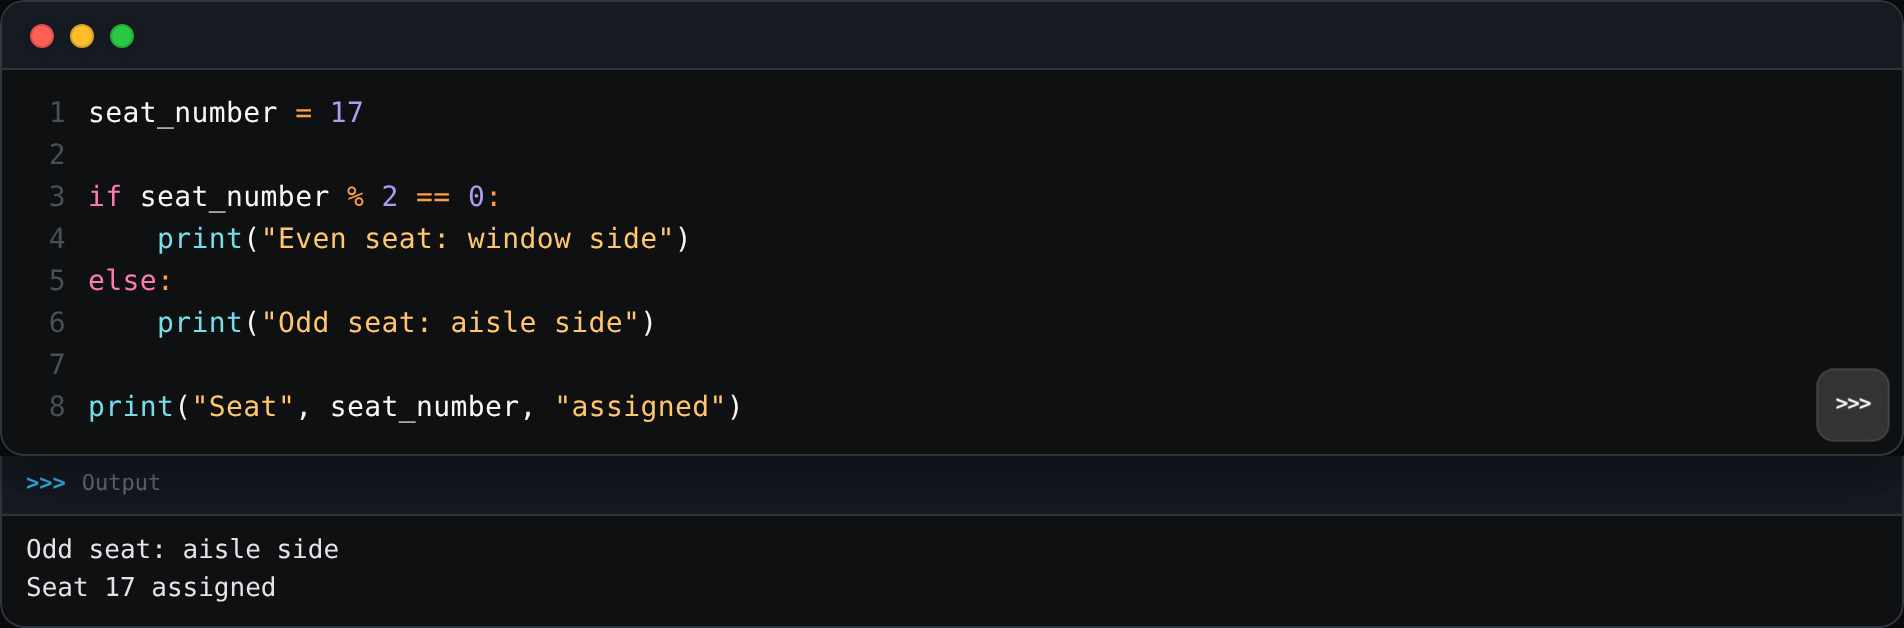 1 seat_number = 17
2
3 if seat_number % 2 == 0:
4     print("Even seat: window side")
5 else:
6     print("Odd seat: aisle side")
7
8 print("Seat", seat_number, "assigned")
>>>
>>> Output
Odd seat: aisle side
Seat 17 assigned